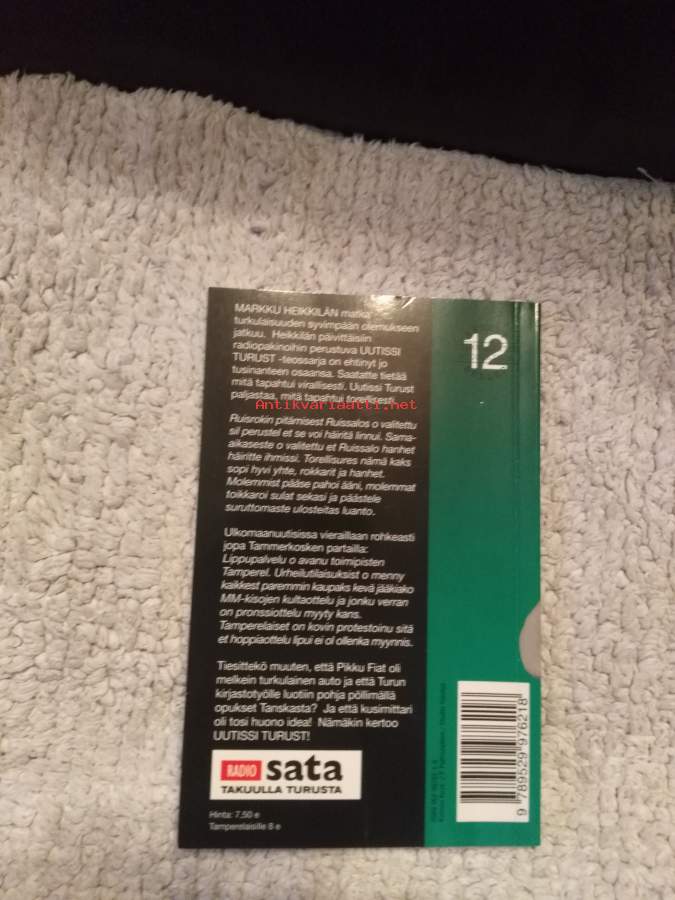 MARKKU HEIKKILÄN matka
turkulaisuuden syvimpään olemukseen
jatkuu. Heikkilän päivittäisiin
radiopakinoihin perustuva UUTISSI
TURUST -teossarja on ehtinyt jo
tusinanteen osaansa. Saatatte tietää
mitä tapahtui virallisesti. Uutissi Turust
paljastaa, mitä tapahtui torellisesti.
Antikvariaatti.net
Ruisrokin pitämisest Ruissalos o valitettu
sil perustel et se voi häiritä linnui. Sama-
aikaseste o valitettu et Ruissalo hanhet
häiritte ihmissi. Torellisures nämä kaks
sopi hyvi yhte, rokkarit ja hanhet.
Molemmist pääse pahoi ääni, molemmat
toikkaroi sulat sekasi ja päästele
suruttomaste ulosteitas luanto.
Ulkomaanuutisissa vieraillaan rohkeasti
jopa Tammerkosken partailla:
Lippupalvelu o avanu toimipisten
Tamperel. Urheilutilaisuksist o menny
kaikkest paremmin kaupaks kevä jääkiako
MM-kisojen kultaottelu ja jonku verran
on pronssiottelu myyty kans.
Tamperelaiset on kovin protestoinu sitä
et hoppiaottelu lipui ei ol ollenka myynnis.
Tiesittekö muuten, että Pikku Fiat oli
melkein turkulainen auto ja että Turun
kirjastotyölle luotiin pohja pöllimällä
opukset Tanskasta? Ja että kusimittari
oli tosi huono idea! Nämäkin kertoo
UUTISSI TURUST!
RADIO sata
TAKUULLA TURUSTA
Hinta: 7,50 e
Tamperelaisille 8 e
12
9 789529 976218